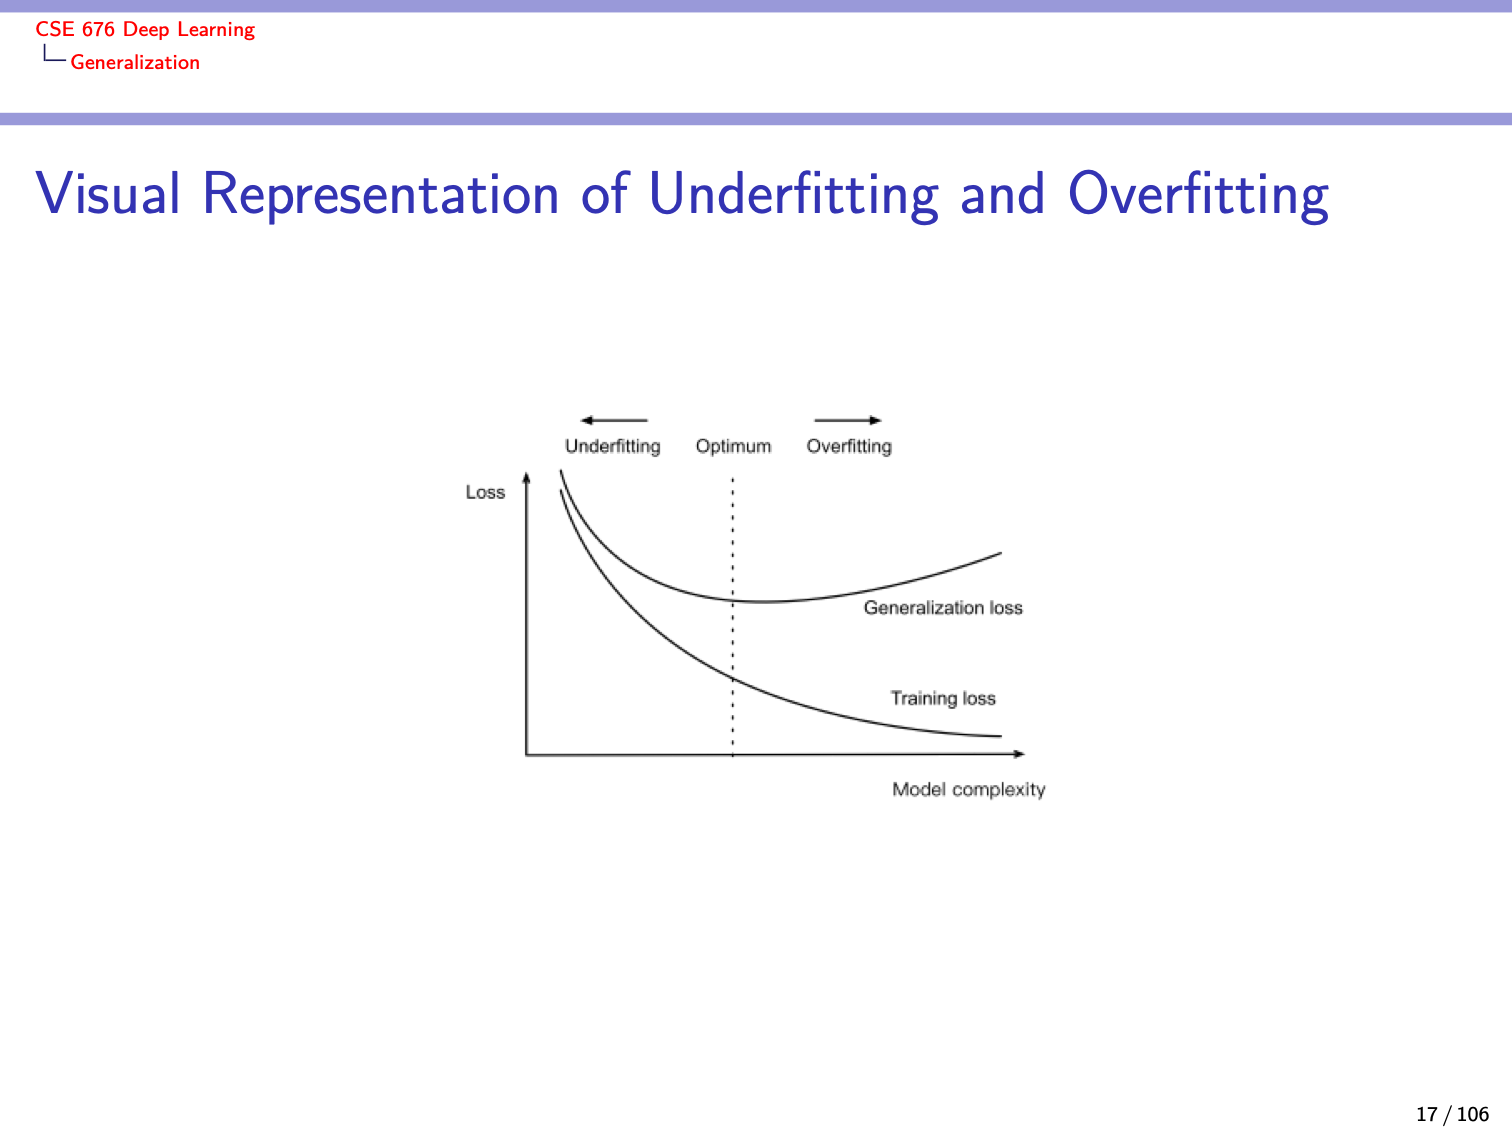 CSE 676 Deep Learning
Generalization
Visual Representation of Underfitting and Overfitting
Underfitting Optimum Overfitting
Loss
Generalization loss
Training loss
Model complexity
17 / 106